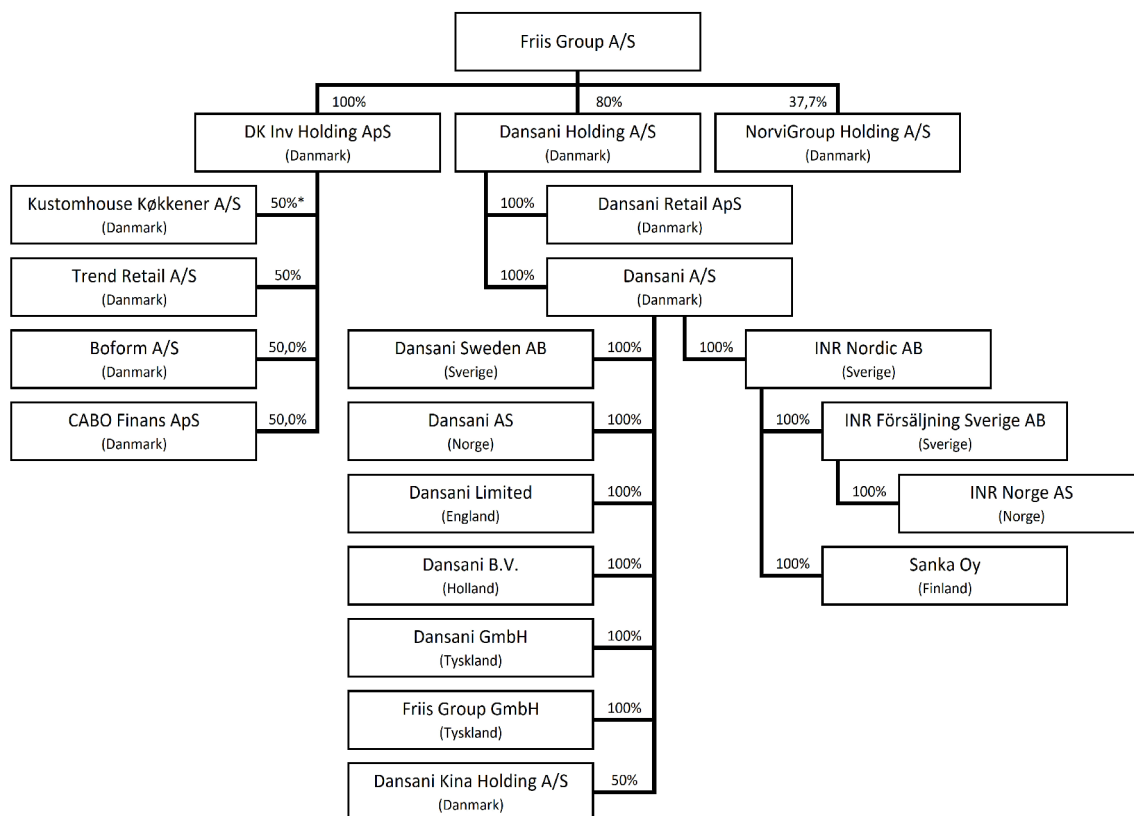 Friis Group A/S
100%
80%
37,7%
DK Inv Holding ApS
(Danmark)
Dansani Holding A/S
(Danmark)
NorviGroup Holding A/S
(Danmark)
Kustomhouse Køkkener A/S
(Danmark)
50%*
100%
Dansani Retail ApS
(Danmark)
Trend Retail A/S
(Danmark)
50%
100%
Dansani A/S
(Danmark)
Boform A/S
(Danmark)
50,0%
Dansani Sweden AB
(Sverige)
100%
100%
INR Nordic AB
(Sverige)
CABO Finans ApS
(Danmark)
50,0%
Dansani AS
(Norge)
100%
100%
INR Försäljning Sverige AB
(Sverige)
Dansani Limited
(England)
100%
100%
INR Norge AS
(Norge)
Dansani B.V.
(Holland)
100%
100%
Sanka Oy
(Finland)
Dansani GmbH
(Tyskland)
100%
Friis Group GmbH
(Tyskland)
100%
Dansani Kina Holding A/S
(Danmark)
50%